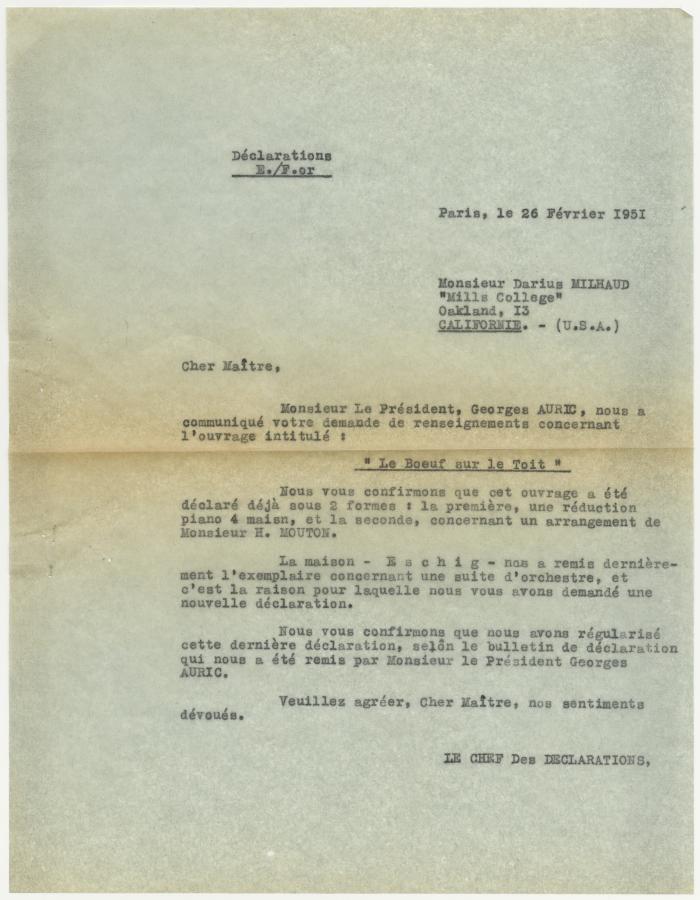 Déclarations
E./F.or
Paris, le 26 Février I95I
Monsieur Darius MILHAUD
"Mills College"
Oakland, I3
CALIFORNIE. - (U.S.A.)
Cher Maître,
Monsieur Le Président, Georges AURIC, nous a
communiqué votre demande de renseignements concernant
l'ouvrage intitulé :
" Le Boeuf sur le Toit "
Nous vous confirmons que cet ouvrage a été
déclaré déjà sous 2 formes : la première, une réduction
piano 4 maisn, et la seconde, concernant un arrangement de
Monsieur H. MOUTON.
La maison - E s c h i g - nos a remis dernière-
ment l'exemplaire concernant une suite d'orchestre, et
c'est la raison pour laquelle nous vous avons demandé une
nouvelle déclaration.
Nous vous confirmons que nous avons régularisé
cette dernière déclaration, selôn le bulletin de déclaration
qui nous a été remis par Monsieur le Président Georges
AURIC.
Veuillez agréer, Cher Maître, nos sentiments
dévoués.
LE CHEF Des DECLARATIONS,